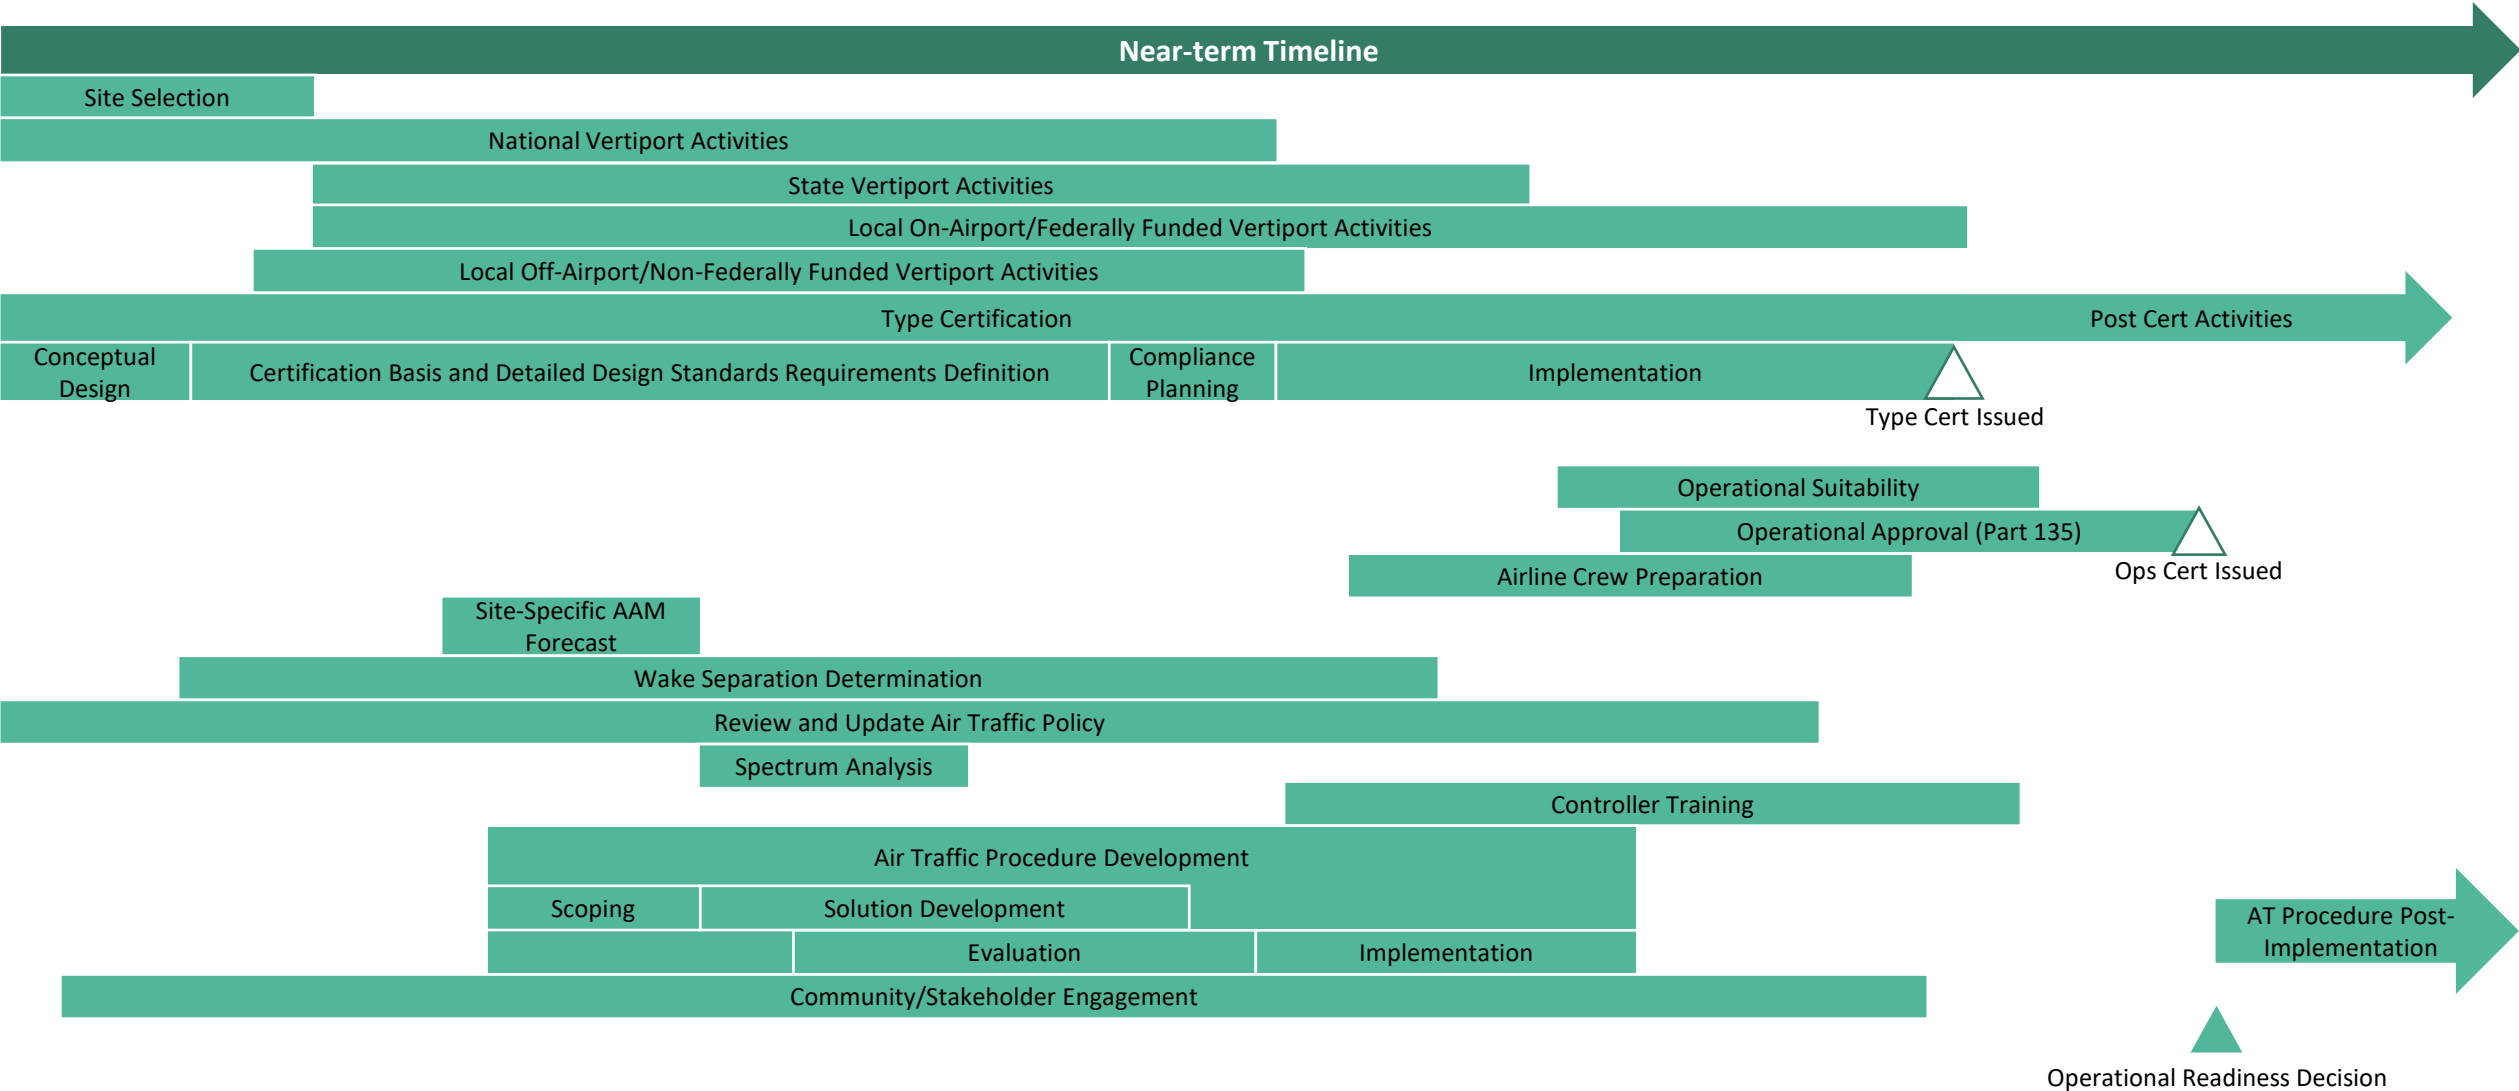 Near-term Timeline
Site Selection
National Vertiport Activities
State Vertiport Activities
Local On-Airport/Federally Funded Vertiport Activities
Local Off-Airport/Non-Federally Funded Vertiport Activities
Type Certification
Post Cert Activities
Conceptual
Design
Certification Basis and Detailed Design Standards Requirements Definition
Compliance
Planning
Implementation
Type Cert Issued
Operational Suitability
Operational Approval (Part 135)
Ops Cert Issued
Airline Crew Preparation
Site-Specific AAM
Forecast
Wake Separation Determination
Review and Update Air Traffic Policy
Spectrum Analysis
Controller Training
Air Traffic Procedure Development
Scoping
Solution Development
AT Procedure Post-
Implementation
Evaluation
Implementation
Community/Stakeholder Engagement
Operational Readiness Decision